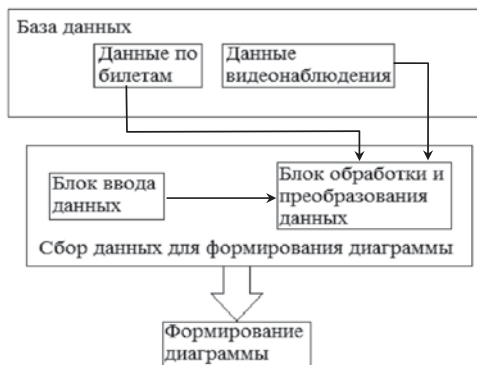 База данных
Данные по
билетам
Данные
видеонаблюдения
Блок ввода
данных
Блок обработки и
преобразования
данных
Сбор данных для формирования диаграммы
Формирование
диаграммы